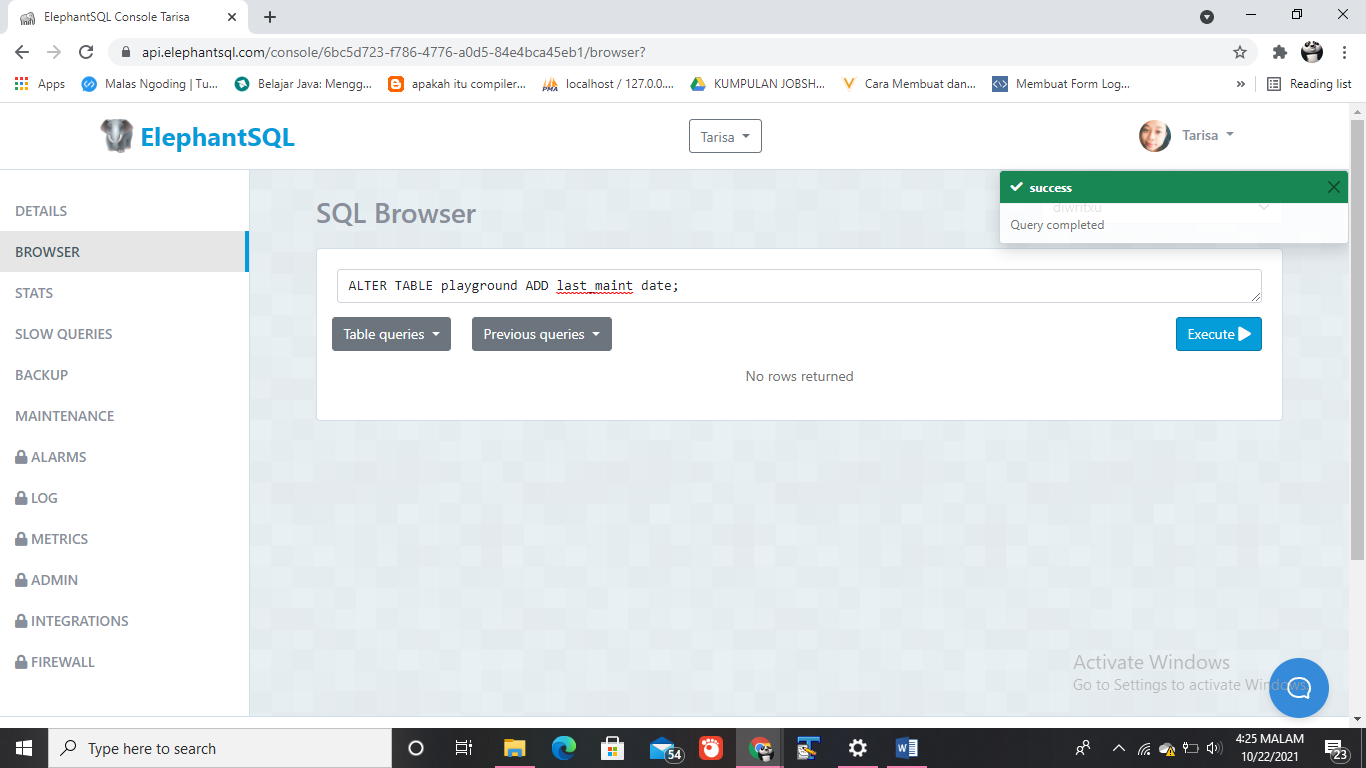 ElephantSQL Console Tarisa
api.elephantsql.com/console/6bc5d723-f786-4776-a0d5-84e4bca45eb1/browser?
Apps
Malas Ngoding | Tu...
Belajar Java: Mengg...
apakah itu compiler...
localhost / 127.0.0....
KUMPULAN JOBSH...
Cara Membuat dan...
Membuat Form Log...
»
Reading list
ElephantSQL
Tarisa
Tarisa
success
diwritxu
Query completed
DETAILS
BROWSER
STATS
SLOW QUERIES
BACKUP
MAINTENANCE
ALARMS
LOG
METRICS
ADMIN
INTEGRATIONS
FIREWALL
SQL Browser
ALTER TABLE playground ADD last_maint date;
Table queries
Previous queries
Execute
No rows returned
Activate Windows
Go to Settings to activate Windows.
Type here to search
54
4:25 MALAM
10/22/2021
23